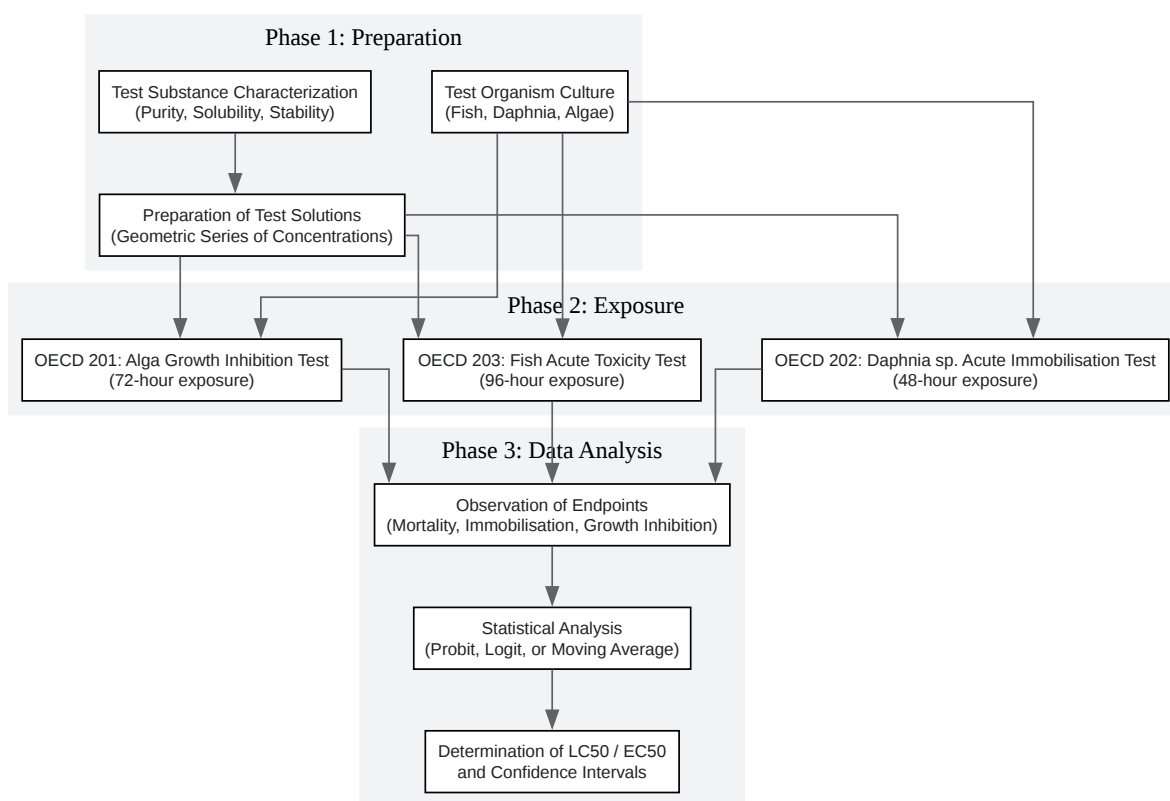 Phase 1: Preparation
Test Substance Characterization
(Purity, Solubility, Stability)
Test Organism Culture
(Fish, Daphnia, Algae)
Preparation of Test Solutions
(Geometric Series of Concentrations)
Phase 2: Exposure
OECD 201: Alga Growth Inhibition Test
(72-hour exposure)
OECD 203: Fish Acute Toxicity Test
(96-hour exposure)
OECD 202: Daphnia sp. Acute Immobilisation Test
(48-hour exposure)
Phase 3: Data Analysis
Observation of Endpoints
(Mortality, Immobilisation, Growth Inhibition)
Statistical Analysis
(Probit, Logit, or Moving Average)
Determination of LC50 / EC50
and Confidence Intervals